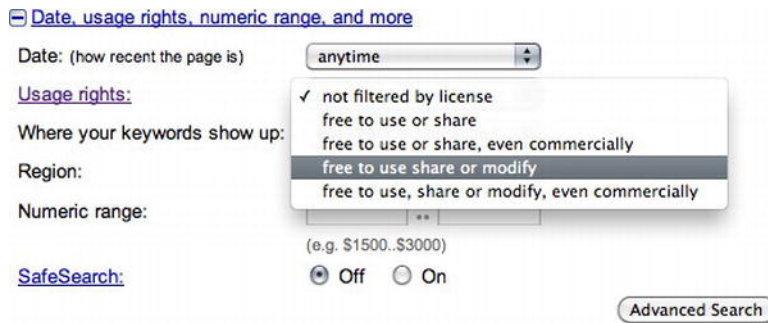 Date, usage rights, numeric range, and more
Date: (how recent the page is) anytime
Usage rights: ✓ not filtered by license
free to use or share
Where your keywords show up: free to use or share, even commercially
Region: free to use share or modify
free to use, share or modify, even commercially
Numeric range: ..
(e.g. $1500..$3000)
SafeSearch: Off On
Advanced Search